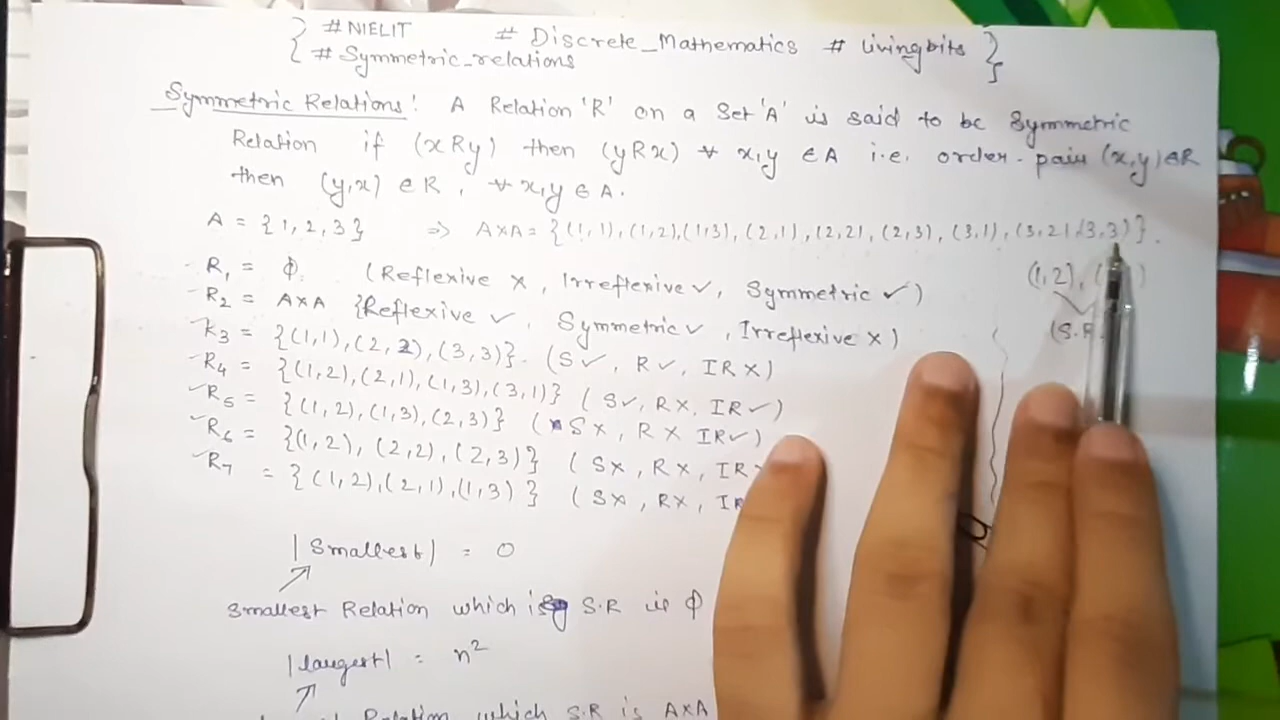 { #NIELIT # Discrete_Mathematics # livingbits }
# Symmetric_relations
Symmetric Relations: A Relation 'R' on a Set 'A' is said to be Symmetric
Relation if (xRy) then (yRx) ∀ x,y ∈ A i.e. order-pair (x,y) ∈ R
then (y,x) ∈ R, ∀ x,y ∈ A.
A = {1,2,3} ⇒ A×A = {(1,1),(1,2),(1,3),(2,1),(2,2),(2,3),(3,1),(3,2),(3,3)}.
R₁ = ϕ. (Reflexive ×, Irreflexive ✓, Symmetric ✓)
(1,2), (
R₂ = A×A {Reflexive ✓, Symmetric ✓, Irreflexive ×)
(S.R
R₃ = {(1,1),(2,2),(3,3)}. (S✓, R✓, IR×)
R₄ = {(1,2),(2,1),(1,3),(3,1)} (S✓, R×, IR✓)
R₅ = {(1,2),(1,3),(2,3)} (S×, R× IR✓)
R₆ = {(1,2),(2,2),(2,3)} (S×, R×, IR
R₇ = {(1,2),(2,1),(1,3)} (S×, R×, IR
|Smallest| = 0
Smallest Relation which is S.R is ϕ
|largest| = n²
Relation which S.R is A×A